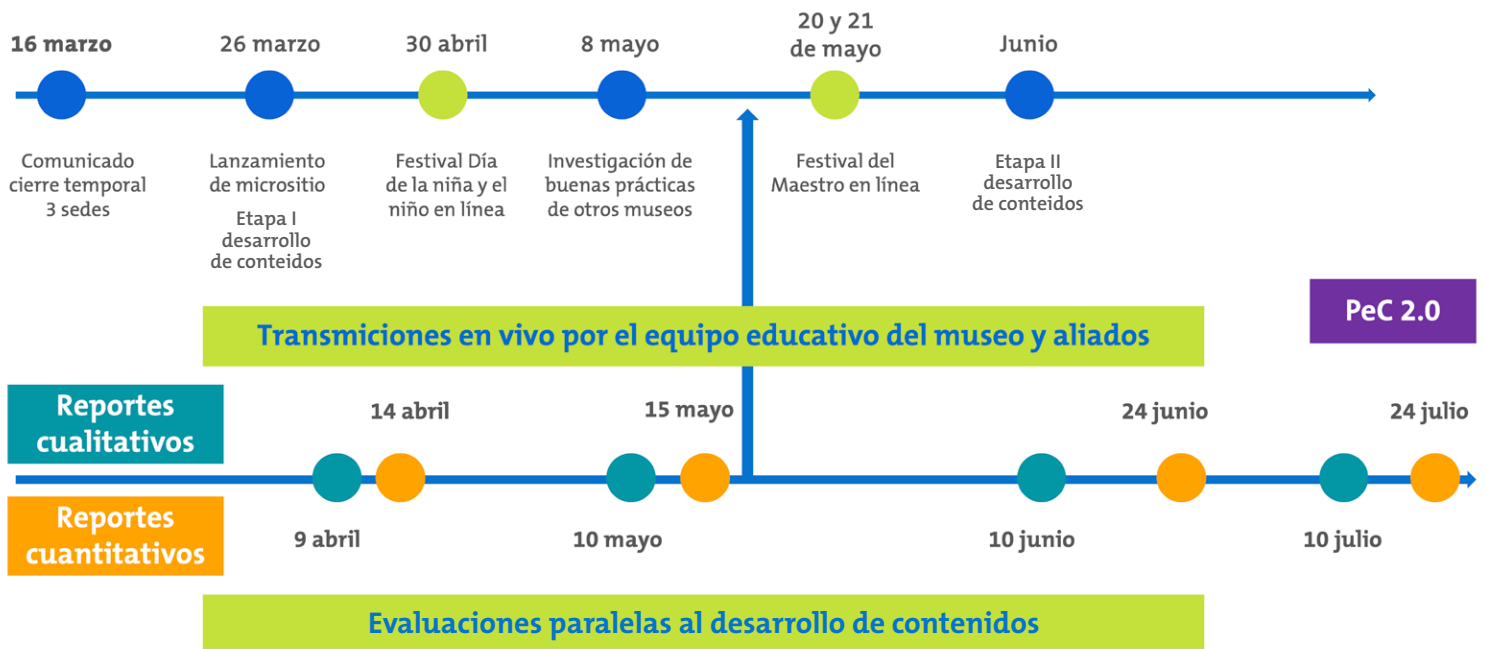 16 marzo
26 marzo
30 abril
8 mayo
20 y 21
de mayo
Junio
Comunicado
cierre temporal
3 sedes
Lanzamiento
de micrositio
Etapa I
desarrollo
de conteidos
Festival Día
de la niña y el
niño en línea
Investigación de
buenas prácticas
de otros museos
Festival del
Maestro en línea
Etapa II
desarrollo
de conteidos
PeC 2.0
Transmiciones en vivo por el equipo educativo del museo y aliados
Reportes
cualitativos
14 abril
15 mayo
24 junio
24 julio
Reportes
cuantitativos
9 abril
10 mayo
10 junio
10 julio
Evaluaciones paralelas al desarrollo de contenidos